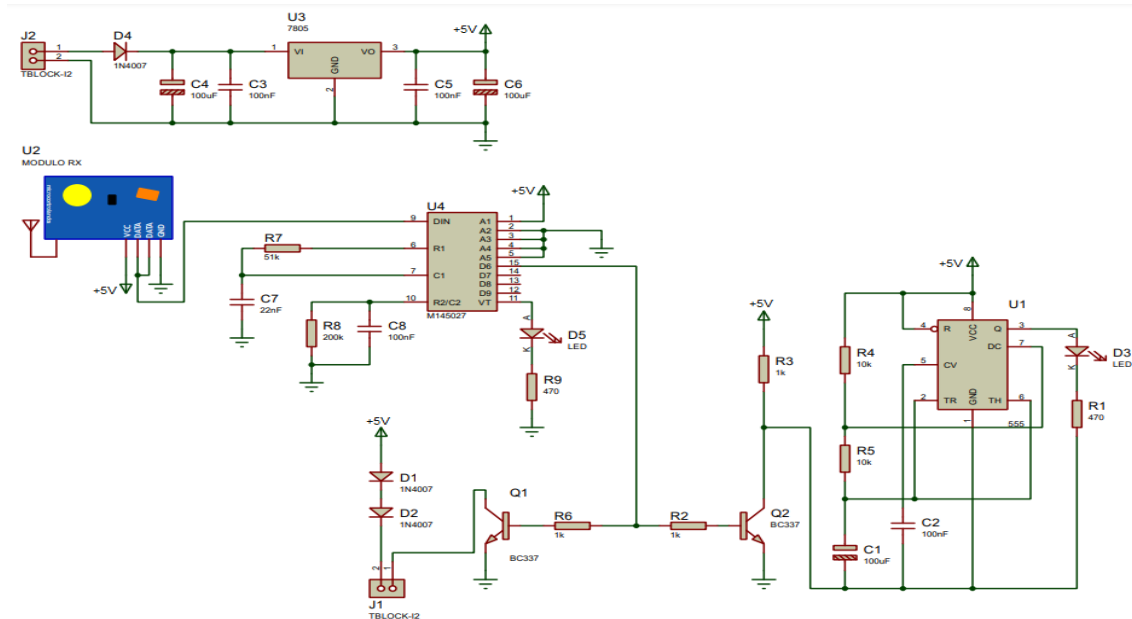 J2
TBLOCK-I2
1
2
D4
1N4007
C4
100uF
C3
100nF
U3
7805
1
VI
VO
3
GND
2
C5
100nF
+5V
C6
100uF
U2
MODULO RX
VCC
DATA
DATA
GND
+5V
R7
51k
C7
22nF
R8
200k
C8
100nF
U4
M145027
9
DIN
6
R1
7
C1
10
R2/C2
A1
1
A2
2
A3
3
A4
4
A5
5
D6
15
D7
14
D8
13
D9
12
VT
11
+5V
A
K
D5
LED
R9
470
+5V
D1
1N4007
D2
1N4007
2
1
J1
TBLOCK-I2
Q1
BC337
R6
1k
R2
1k
+5V
R3
1k
Q2
BC337
+5V
R4
10k
R5
10k
C1
100uF
C2
100nF
U1
555
4
R
5
CV
2
TR
8
VCC
GND
1
Q
3
DC
7
TH
6
A
K
D3
LED
R1
470